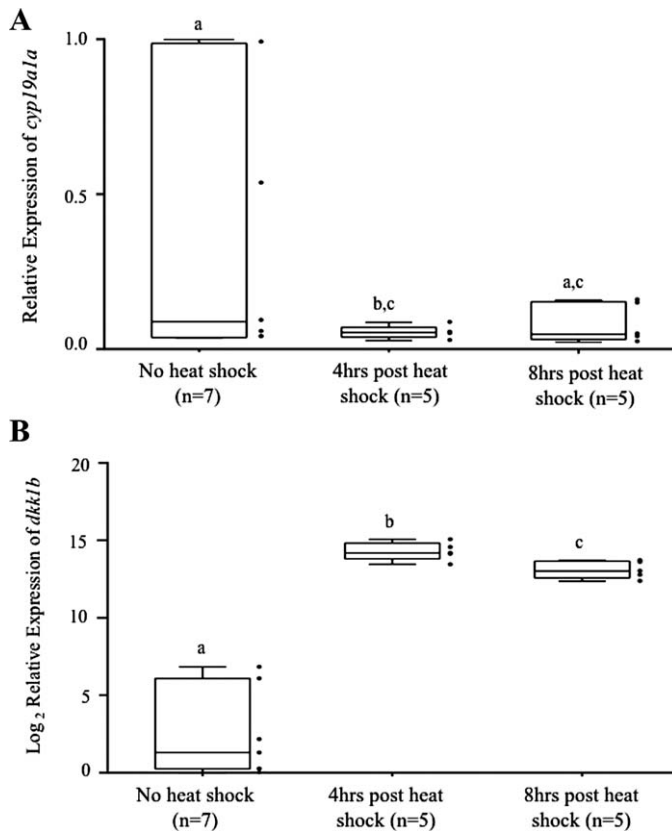 A
Relative Expression of cyp19a1a
1.0
0.5
0.0
a
b,c
a,c
No heat shock
(n=7)
4hrs post heat
shock (n=5)
8hrs post heat
shock (n=5)
B
Log 2 Relative Expression of dkk1b
20
15
10
5
0
a
b
c
No heat shock
(n=7)
4hrs post heat
shock (n=5)
8hrs post heat
shock (n=5)